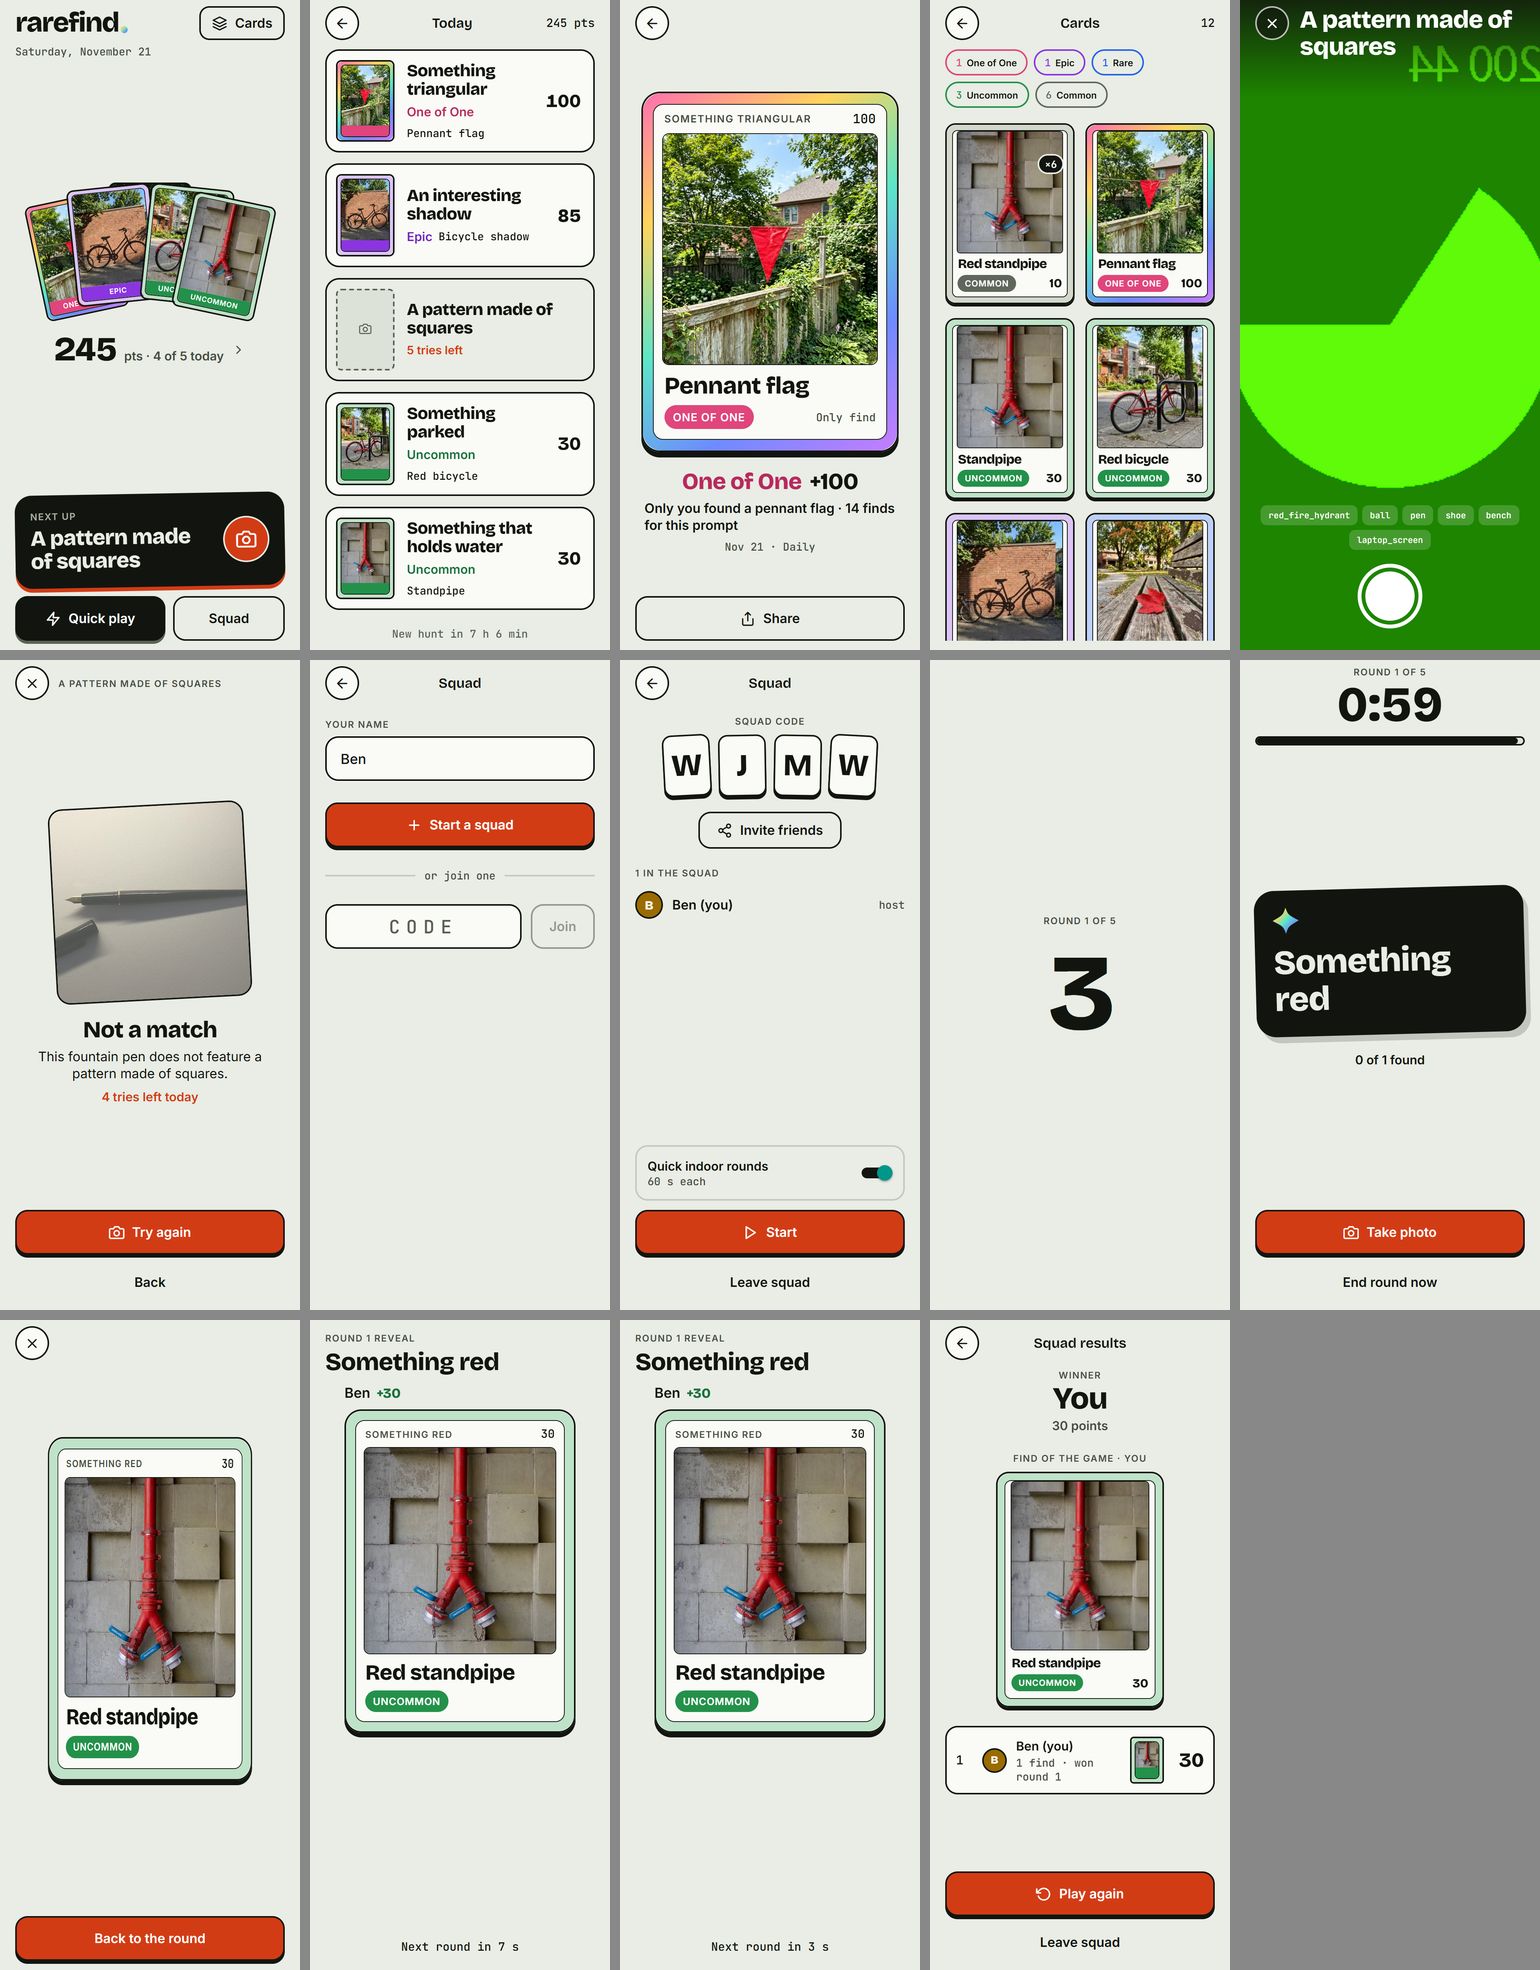 rarefind.
Cards
Saturday, November 21
ONE
EPIC
UNC
UNCOMMON
245 pts · 4 of 5 today
NEXT UP
A pattern made
of squares
Quick play
Squad
Today
245 pts
Something
triangular
One of One
Pennant flag
100
An interesting
shadow
Epic Bicycle shadow
85
A pattern made of
squares
5 tries left
Something
parked
Uncommon
Red bicycle
30
Something that
holds water
Uncommon
Standpipe
30
New hunt in 7 h 6 min
SOMETHING TRIANGULAR 100
Pennant flag
ONE OF ONE
Only find
One of One +100
Only you found a pennant flag · 14 finds
for this prompt
Nov 21 · Daily
Share
Cards
12
1 One of One
1 Epic
1 Rare
3 Uncommon
6 Common
×6
Red standpipe
COMMON 10
Pennant flag
ONE OF ONE 100
Standpipe
UNCOMMON 30
Red bicycle
UNCOMMON 30
A pattern made of
squares
200 44
red_fire_hydrant
ball
pen
shoe
bench
laptop_screen
A PATTERN MADE OF SQUARES
Not a match
This fountain pen does not feature a
pattern made of squares.
4 tries left today
Try again
Back
Squad
YOUR NAME
Ben
Start a squad
or join one
CODE
Join
Squad
SQUAD CODE
W J M W
Invite friends
1 IN THE SQUAD
B Ben (you) host
Quick indoor rounds
60 s each
Start
Leave squad
ROUND 1 OF 5
3
ROUND 1 OF 5
0:59
Something
red
0 of 1 found
Take photo
End round now
SOMETHING RED 30
Red standpipe
UNCOMMON
Back to the round
ROUND 1 REVEAL
Something red
Ben +30
SOMETHING RED 30
Red standpipe
UNCOMMON
Next round in 7 s
ROUND 1 REVEAL
Something red
Ben +30
SOMETHING RED 30
Red standpipe
UNCOMMON
Next round in 3 s
Squad results
WINNER
You
30 points
FIND OF THE GAME · YOU
Red standpipe
UNCOMMON 30
1 B Ben (you)
1 find · won
round 1
30
Play again
Leave squad